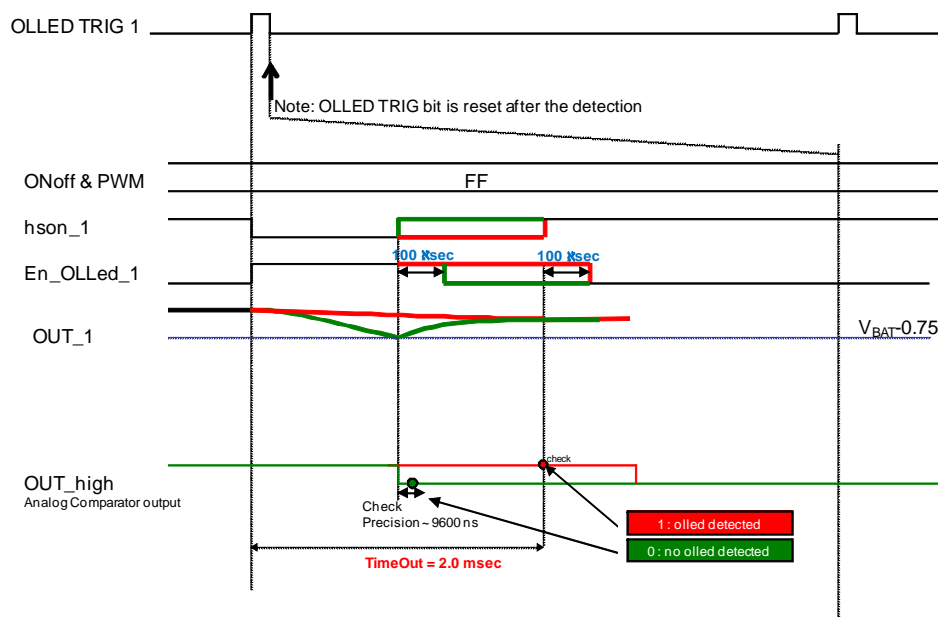 OLLED TRIG 1
Note: OLLED TRIG bit is reset after the detection
ONoff & PWM
FF
hson_1
100 sec
100 sec
En_OLLed_1
OUT_1
VBAT-0.75
check
OUT_high
Analog Comparator output
Check
Precision ~ 9600 ns
1 : olled detected
0 : no olled detected
TimeOut = 2.0 msec